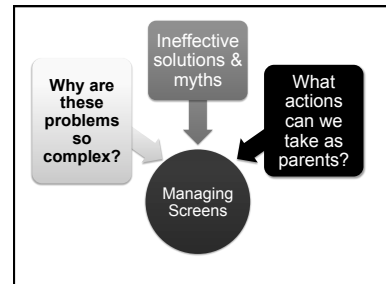 Why are
these
problems
so
complex?
Ineffective
solutions &
myths
What
actions
can we
take as
parents?
Managing
Screens